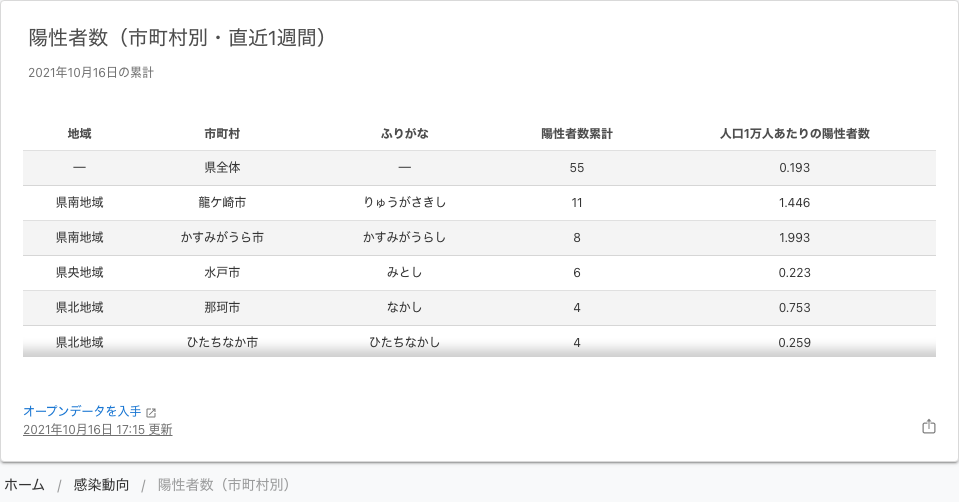 陽性者数（市町村別・直近1週間）
2021年10月16日の累計
地域 市町村 ふりがな 陽性者数累計 人口1万人あたりの陽性者数
— 県全体 — 55 0.193
県南地域 龍ケ崎市 りゅうがさきし 11 1.446
県南地域 かすみがうら市 かすみがうらし 8 1.993
県央地域 水戸市 みとし 6 0.223
県北地域 那珂市 なかし 4 0.753
県北地域 ひたちなか市 ひたちなかし 4 0.259
オープンデータを入手
2021年10月16日 17:15 更新
ホーム / 感染動向 / 陽性者数（市町村別）